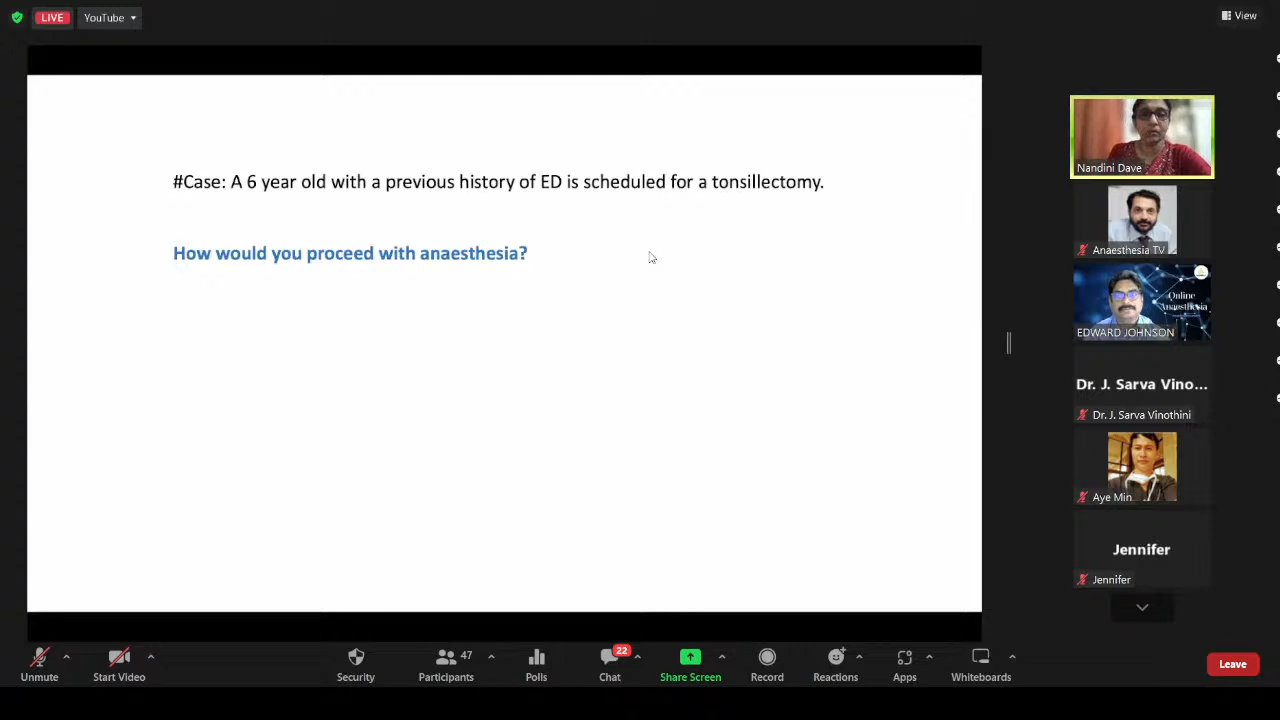 LIVE
YouTube
View
#Case: A 6 year old with a previous history of ED is scheduled for a tonsillectomy.
How would you proceed with anaesthesia?
Nandini Dave
Anaesthesia TV
Online
Anaesthesia
EDWARD JOHNSON
Dr. J. Sarva Vino...
Dr. J. Sarva Vinothini
Aye Min
Jennifer
Jennifer
Unmute
Start Video
Security
47
Participants
Polls
22
Chat
Share Screen
Record
Reactions
Apps
Whiteboards
Leave